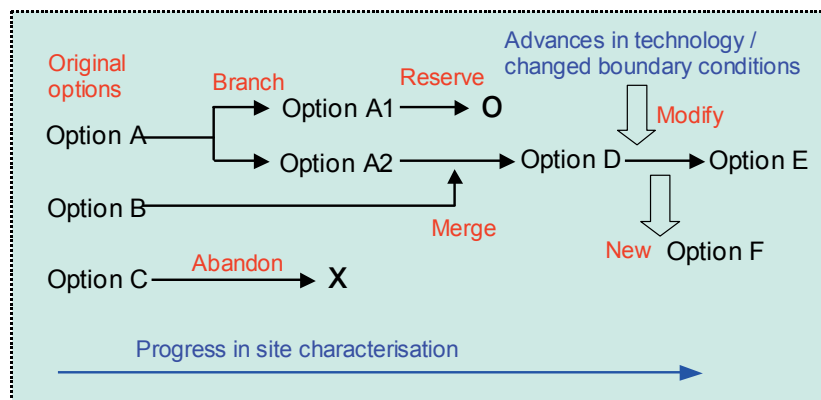 Advances in technology /
changed boundary conditions
Original
options
Branch
Reserve
Option A
Option A1
O
Modify
Option A2
Option D
Option E
Option B
Merge
New
Option F
Option C
Abandon
X
Progress in site characterisation